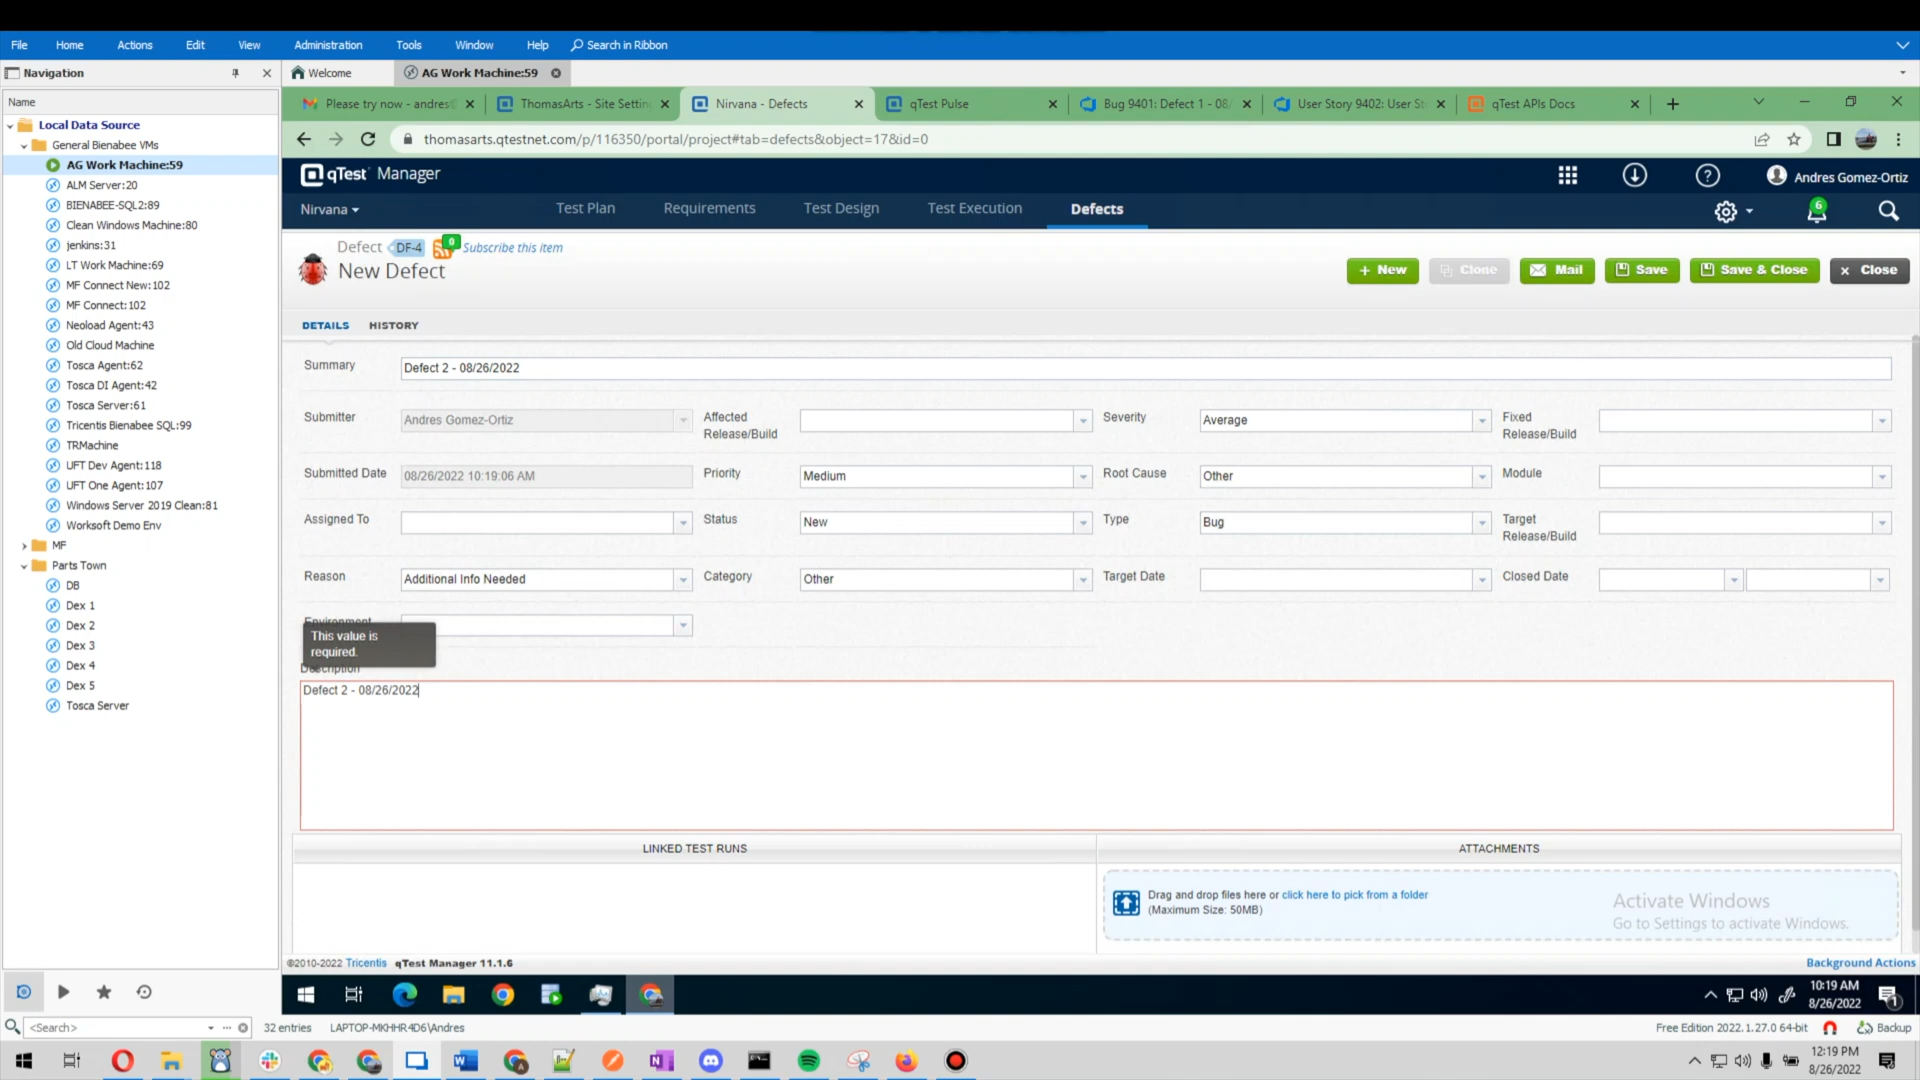 File Home Actions Edit View Administration Tools Window Help Search in Ribbon
Navigation
Welcome AG Work Machine:59
Name
Local Data Source
General Bienabee VMs
AG Work Machine:59
ALM Server:20
BIENABEE-SQL2:89
Clean Windows Machine:80
jenkins:31
LT Work Machine:69
MF Connect New:102
MF Connect:102
Neoload Agent:43
Old Cloud Machine
Tosca Agent:62
Tosca DI Agent:42
Tosca Server:61
Tricentis Bienabee SQL:99
TRMachine
UFT Dev Agent:118
UFT One Agent:107
Windows Server 2019 Clean:81
Worksoft Demo Env
MF
Parts Town
DB
Dex 1
Dex 2
Dex 3
Dex 4
Dex 5
Tosca Server
Please try now - andres ThomasArts - Site Settin Nirvana - Defects qTest Pulse Bug 9401: Defect 1 - 08/ User Story 9402: User St qTest APIs Docs
thomasarts.qtestnet.com/p/116350/portal/project#tab=defects&object=17&id=0
qTest Manager
Andres Gomez-Ortiz
Nirvana Test Plan Requirements Test Design Test Execution Defects 6
Defect DF-4 0 Subscribe this item
New Defect
New Clone Mail Save Save & Close Close
DETAILS HISTORY
Summary Defect 2 - 08/26/2022
Submitter Andres Gomez-Ortiz Affected Release/Build Severity Average Fixed Release/Build
Submitted Date 08/26/2022 10:19:06 AM Priority Medium Root Cause Other Module
Assigned To Status New Type Bug Target Release/Build
Reason Additional Info Needed Category Other Target Date Closed Date
Environment
This value is required.
Description
Defect 2 - 08/26/2022
LINKED TEST RUNS ATTACHMENTS
Drag and drop files here or click here to pick from a folder
(Maximum Size: 50MB)
Activate Windows
Go to Settings to activate Windows.
©2010-2022 Tricentis qTest Manager 11.1.6 Background Actions
10:19 AM
8/26/2022
1
<Search> 32 entries LAPTOP-MKHHR4D6\Andres Free Edition 2022.1.27.0 64-bit Backup
12:19 PM
8/26/2022